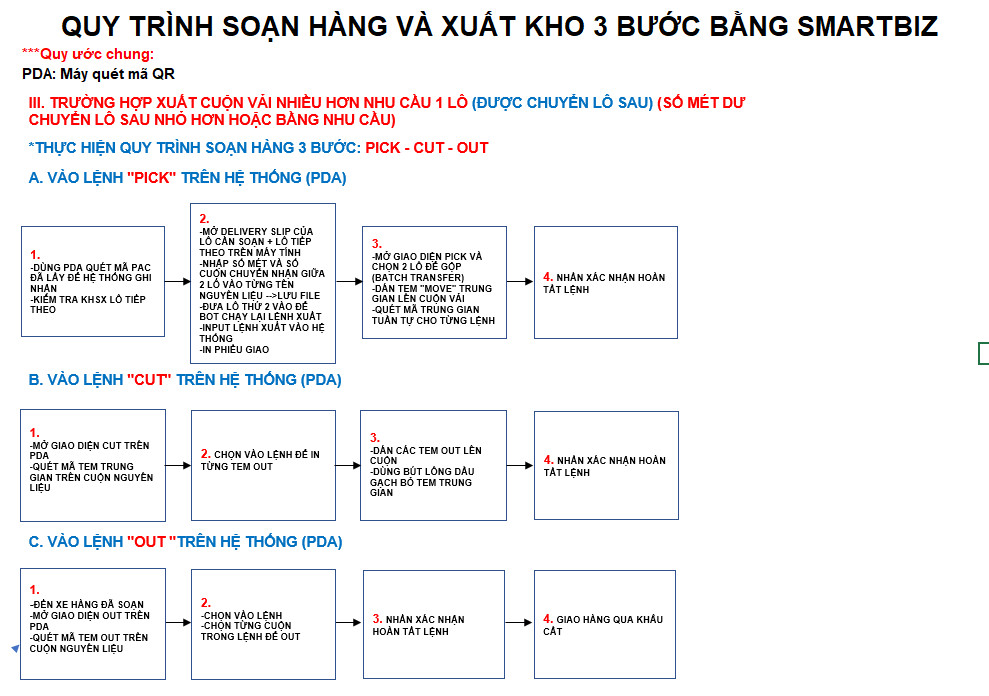 QUY TRÌNH SOẠN HÀNG VÀ XUẤT KHO 3 BƯỚC BẰNG SMARTBIZ
***Quy ước chung:
PDA: Máy quét mã QR
III. TRƯỜNG HỢP XUẤT CUỘN VẢI NHIỀU HƠN NHU CẦU 1 LÔ (ĐƯỢC CHUYỂN LÔ SAU) (SỐ MÉT DƯ
CHUYỂN LÔ SAU NHỎ HƠN HOẶC BẰNG NHU CẦU)
*THỰC HIỆN QUY TRÌNH SOẠN HÀNG 3 BƯỚC: PICK - CUT - OUT
A. VÀO LỆNH "PICK" TRÊN HỆ THỐNG (PDA)
1.
-DÙNG PDA QUÉT MÃ PAC
ĐÃ LẤY ĐỂ HỆ THỐNG GHI
NHẬN
-KIỂM TRA KHSX LÔ TIẾP
THEO
2.
-MỞ DELIVERY SLIP CỦA
LÔ CẦN SOẠN + LÔ TIẾP
THEO TRÊN MÁY TÍNH
-NHẬP SỐ MÉT VÀ SỐ
CUỘN CHUYỂN NHẬN GIỮA
2 LÔ VÀO TỪNG TÊN
NGUYÊN LIỆU -->LƯU FILE
-ĐƯA LÔ THỨ 2 VÀO ĐỂ
BOT CHẠY LẠI LỆNH XUẤT
-INPUT LỆNH XUẤT VÀO HỆ
THỐNG
-IN PHIẾU GIAO
3.
-MỞ GIAO DIỆN PICK VÀ
CHỌN 2 LÔ ĐỂ GỘP
(BATCH TRANSFER)
-DÁN TEM "MOVE" TRUNG
GIAN LÊN CUỘN VẢI
-QUÉT MÃ TRUNG GIAN
TUẦN TỰ CHO TỪNG LỆNH
4. NHẤN XÁC NHẬN HOÀN
TẤT LỆNH
B. VÀO LỆNH "CUT" TRÊN HỆ THỐNG (PDA)
1.
-MỞ GIAO DIỆN CUT TRÊN
PDA
-QUÉT MÃ TEM TRUNG
GIAN TRÊN CUỘN NGUYÊN
LIỆU
2. CHỌN VÀO LỆNH ĐỂ IN
TỪNG TEM OUT
3.
-DÁN CÁC TEM OUT LÊN
CUỘN
-DÙNG BÚT LÔNG DẦU
GẠCH BỎ TEM TRUNG
GIAN
4. NHẤN XÁC NHẬN HOÀN
TẤT LỆNH
C. VÀO LỆNH "OUT "TRÊN HỆ THỐNG (PDA)
1.
-ĐẾN XE HÀNG ĐÃ SOẠN
-MỞ GIAO DIỆN OUT TRÊN
PDA
-QUÉT MÃ TEM OUT TRÊN
CUỘN NGUYÊN LIỆU
2.
-CHỌN VÀO LỆNH
-CHỌN TỪNG CUỘN
TRONG LỆNH ĐỂ OUT
3. NHẤN XÁC NHẬN
HOÀN TẤT LỆNH
4. GIAO HÀNG QUA KHÂU
CẮT